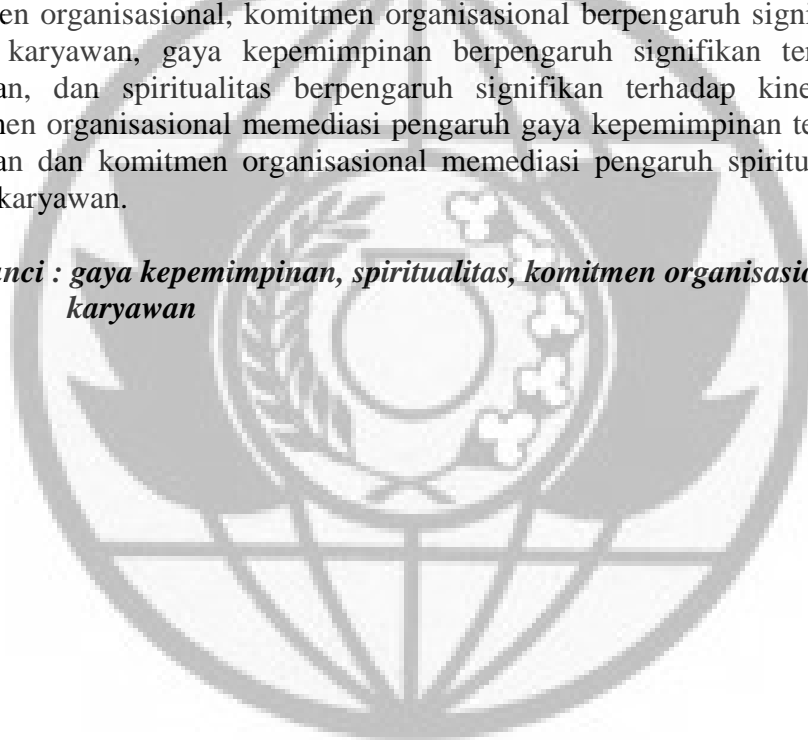 en organisasional, komitmen organisasional berpengaruh signi
karyawan, gaya kepemimpinan berpengaruh signifikan ter
an, dan spiritualitas berpengaruh signifikan terhadap kine
nen organisasional memediasi pengaruh gaya kepemimpinan te
an dan komitmen organisasional memediasi pengaruh spiritu
karyawan.
nci : gaya kepemimpinan, spiritualitas, komitmen organisasio
karyawan